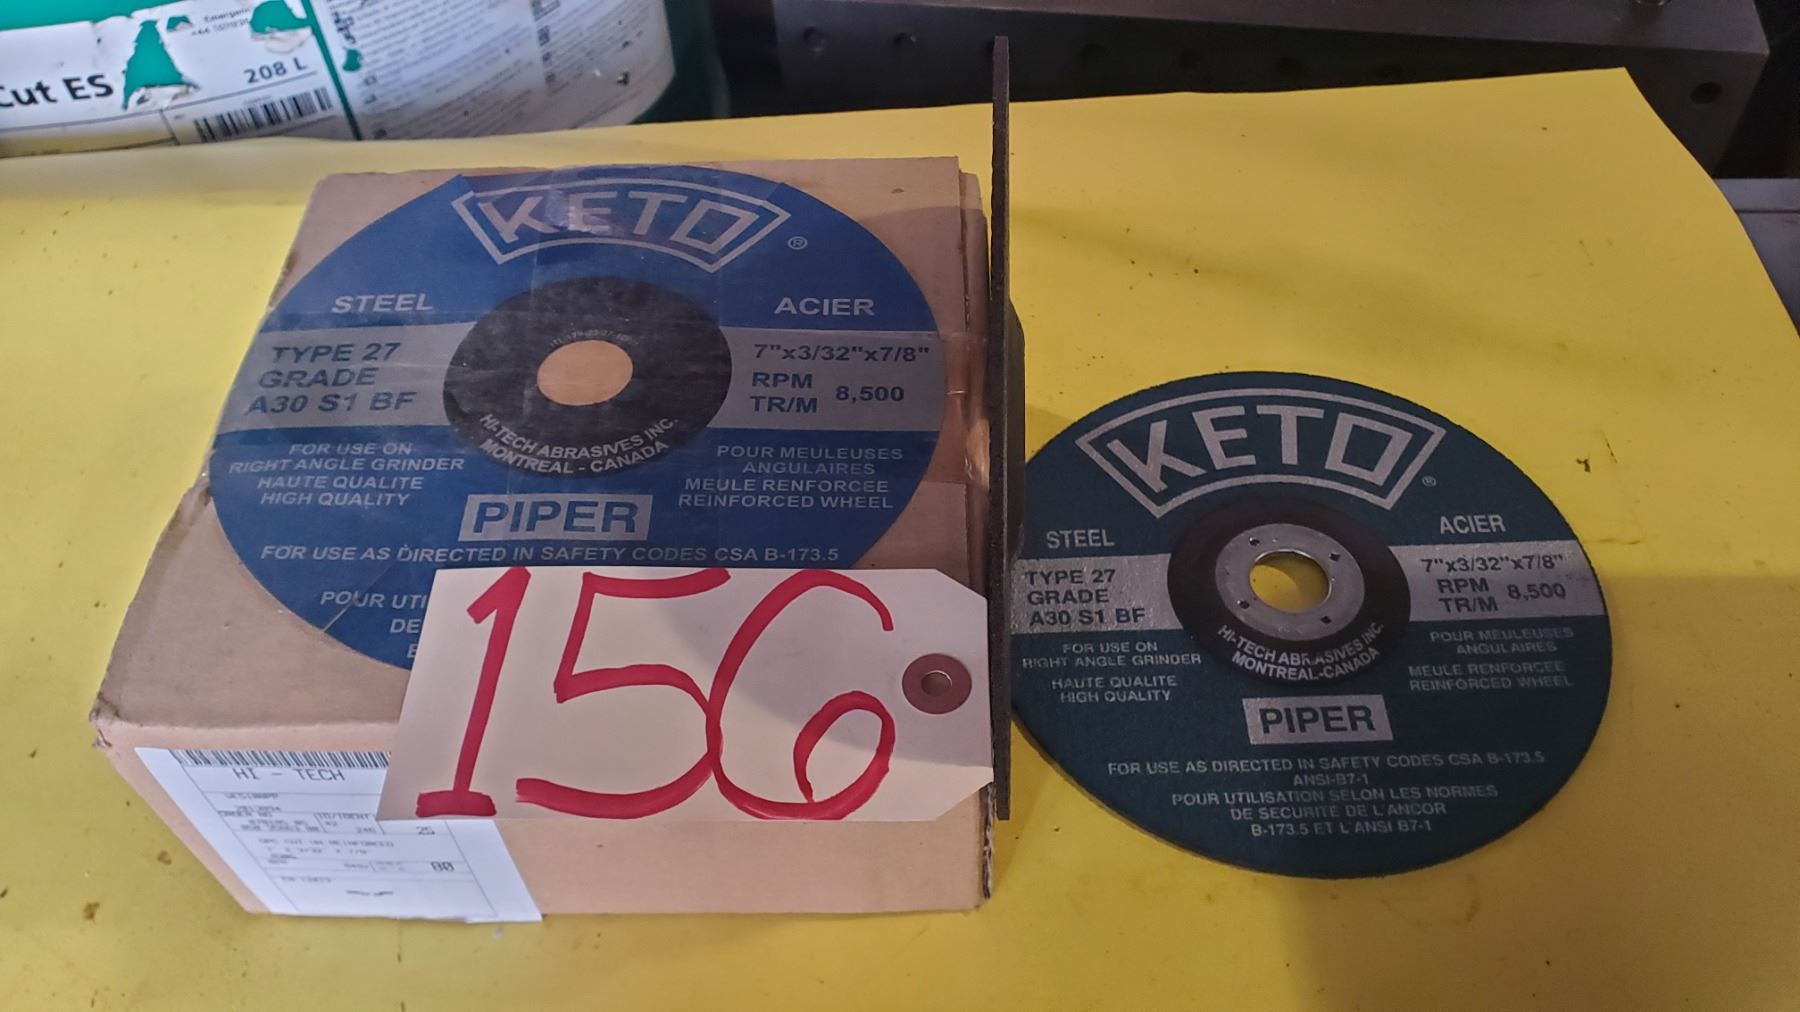 Cut ES
208 L
KETO
®
STEEL
ACIER
TYPE 27
GRADE
A30 S1 BF
7"x3/32"x7/8"
RPM
TR/M 8,500
HI-TECH ABRASIVES INC.
MONTREAL - CANADA
FOR USE ON
RIGHT ANGLE GRINDER
HAUTE QUALITE
HIGH QUALITY
POUR MEULEUSES
ANGULAIRES
MEULE RENFORCEE
REINFORCED WHEEL
PIPER
FOR USE AS DIRECTED IN SAFETY CODES CSA B-173.5
POUR UTI
DE
156
HI - TECH
25
80
KETO
®
STEEL
ACIER
TYPE 27
GRADE
A30 S1 BF
7"x3/32"x7/8"
RPM
TR/M 8,500
HI-TECH ABRASIVES INC.
MONTREAL-CANADA
FOR USE ON
RIGHT ANGLE GRINDER
HAUTE QUALITE
HIGH QUALITY
POUR MEULEUSES
ANGULAIRES
MEULE RENFORCEE
REINFORCED WHEEL
PIPER
FOR USE AS DIRECTED IN SAFETY CODES CSA B-173.5
ANSI-B7-1
POUR UTILISATION SELON LES NORMES
DE SECURITE DE L'ANCOR
B-173.5 ET L'ANSI B7-1